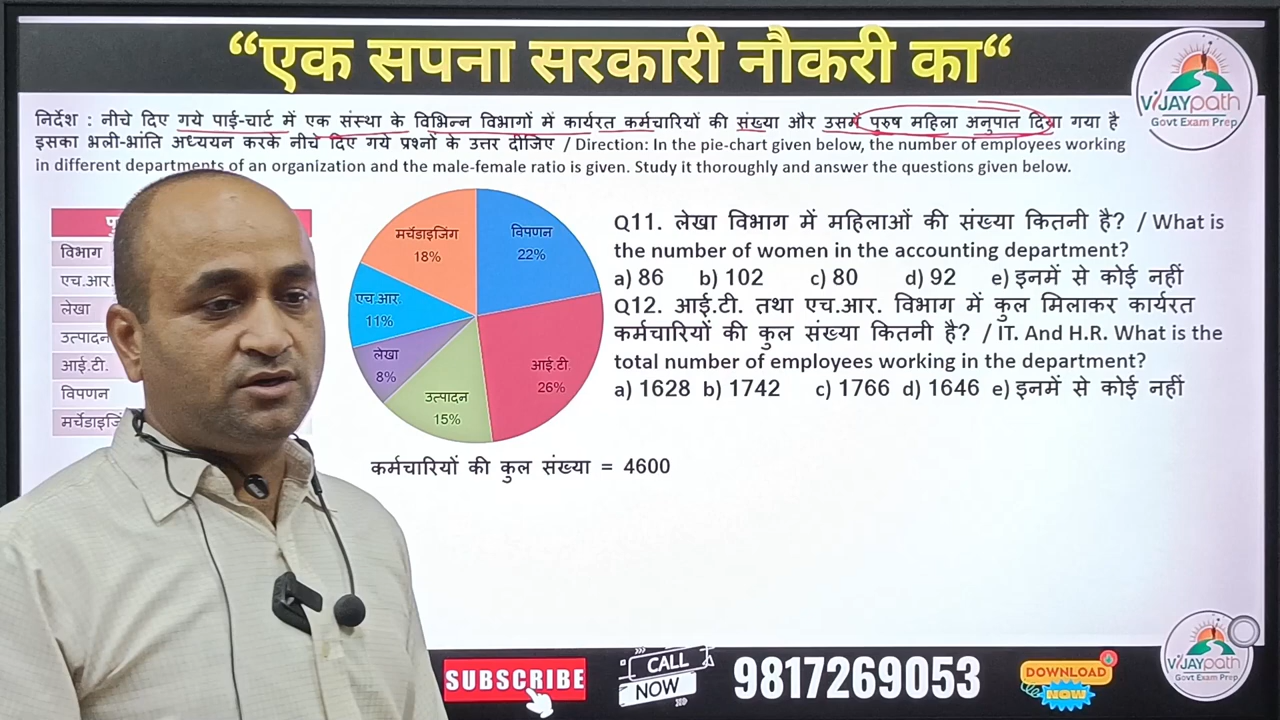 “एक सपना सरकारी नौकरी का“
ViJAYpath
Govt Exam Prep
निर्देश : नीचे दिए गये पाई-चार्ट में एक संस्था के विभिन्न विभागों में कार्यरत कर्मचारियों की संख्या और उसमें पुरुष महिला अनुपात दिया गया है
इसका भली-भांति अध्ययन करके नीचे दिए गये प्रश्नों के उत्तर दीजिए / Direction: In the pie-chart given below, the number of employees working
in different departments of an organization and the male-female ratio is given. Study it thoroughly and answer the questions given below.
विभाग
एच.आर.
लेखा
उत्पादन
आई.टी.
विपणन
मर्चेंडाइजिंग
18%
विपणन
22%
एच.आर.
11%
लेखा
8%
उत्पादन
15%
आई.टी.
26%
कर्मचारियों की कुल संख्या = 4600
Q11. लेखा विभाग में महिलाओं की संख्या कितनी है? / What is
the number of women in the accounting department?
a) 86 b) 102 c) 80 d) 92 e) इनमें से कोई नहीं
Q12. आई.टी. तथा एच.आर. विभाग में कुल मिलाकर कार्यरत
कर्मचारियों की कुल संख्या कितनी है? / IT. And H.R. What is the
total number of employees working in the department?
a) 1628 b) 1742 c) 1766 d) 1646 e) इनमें से कोई नहीं
ViJAYpath
Govt Exam Prep
SUBSCRIBE
CALL
NOW
9817269053
DOWNLOAD
NOW